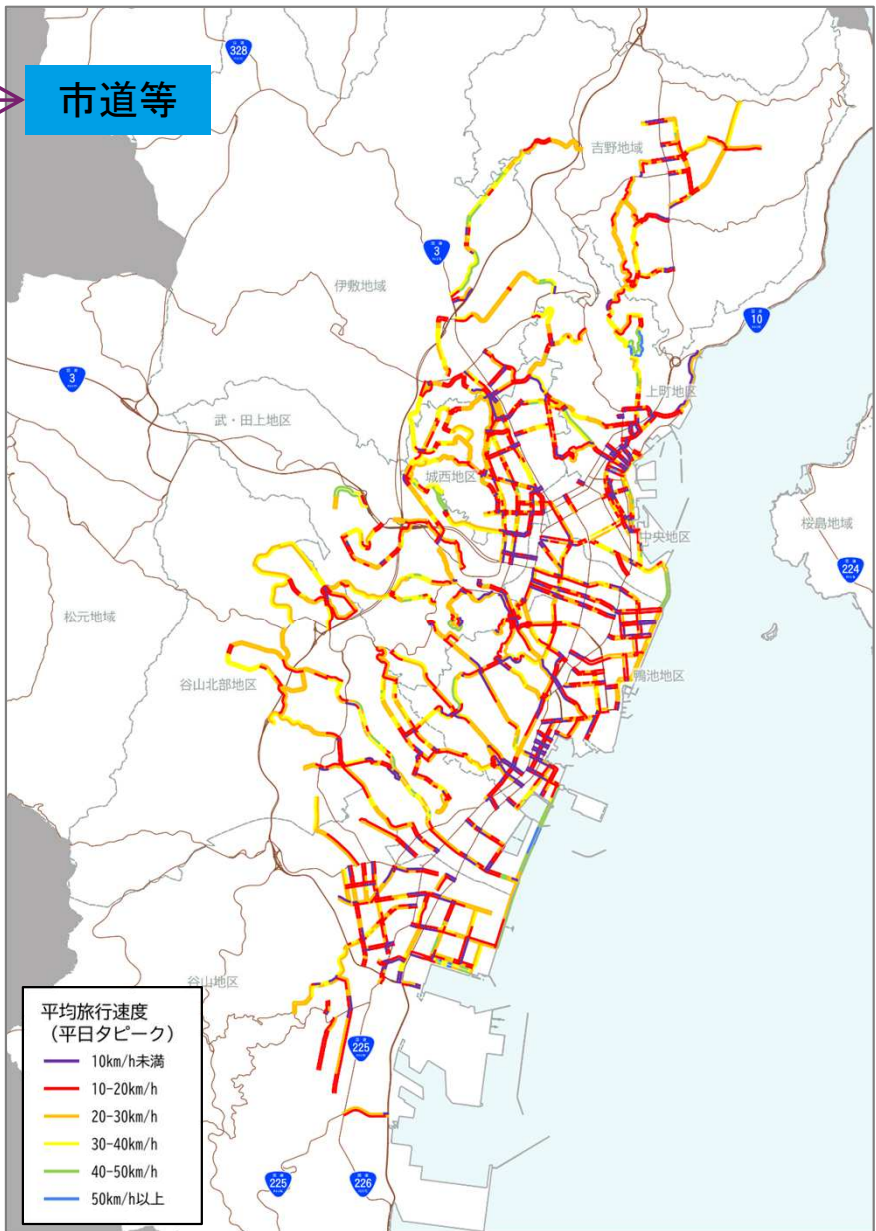 328
市道等
吉野地域
3
伊敷地域
10
3
上町地区
武・田上地区
城西地区
中央地区
桜島地域
224
松元地域
谷山北部地区
鴨池地区
谷山地区
平均旅行速度
（平日夕ピーク）
10km/h未満
10-20km/h
20-30km/h
30-40km/h
40-50km/h
50km/h以上
225
225
226